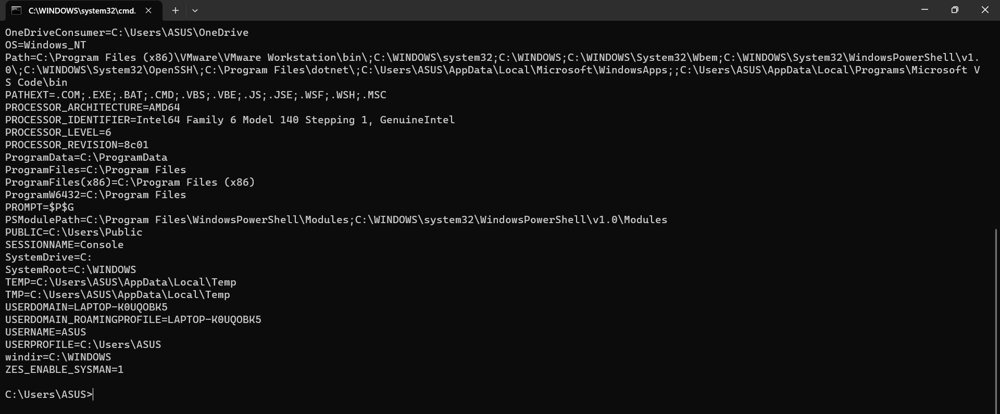 C:\WINDOWS\system32\cmd.
OneDriveConsumer=C:\Users\ASUS\OneDrive
OS=Windows_NT
Path=C:\Program Files (x86)\VMware\VMware Workstation\bin\;C:\WINDOWS\system32;C:\WINDOWS;C:\WINDOWS\System32\Wbem;C:\WINDOWS\System32\WindowsPowerShell\v1.
0\;C:\WINDOWS\System32\OpenSSH\;C:\Program Files\dotnet\;C:\Users\ASUS\AppData\Local\Microsoft\WindowsApps;;C:\Users\ASUS\AppData\Local\Programs\Microsoft V
S Code\bin
PATHEXT=.COM;.EXE;.BAT;.CMD;.VBS;.VBE;.JS;.JSE;.WSF;.WSH;.MSC
PROCESSOR_ARCHITECTURE=AMD64
PROCESSOR_IDENTIFIER=Intel64 Family 6 Model 140 Stepping 1, GenuineIntel
PROCESSOR_LEVEL=6
PROCESSOR_REVISION=8c01
ProgramData=C:\ProgramData
ProgramFiles=C:\Program Files
ProgramFiles(x86)=C:\Program Files (x86)
ProgramW6432=C:\Program Files
PROMPT=$P$G
PSModulePath=C:\Program Files\WindowsPowerShell\Modules;C:\WINDOWS\system32\WindowsPowerShell\v1.0\Modules
PUBLIC=C:\Users\Public
SESSIONNAME=Console
SystemDrive=C:
SystemRoot=C:\WINDOWS
TEMP=C:\Users\ASUS\AppData\Local\Temp
TMP=C:\Users\ASUS\AppData\Local\Temp
USERDOMAIN=LAPTOP-K0UQOBK5
USERDOMAIN_ROAMINGPROFILE=LAPTOP-K0UQOBK5
USERNAME=ASUS
USERPROFILE=C:\Users\ASUS
windir=C:\WINDOWS
ZES_ENABLE_SYSMAN=1
C:\Users\ASUS>